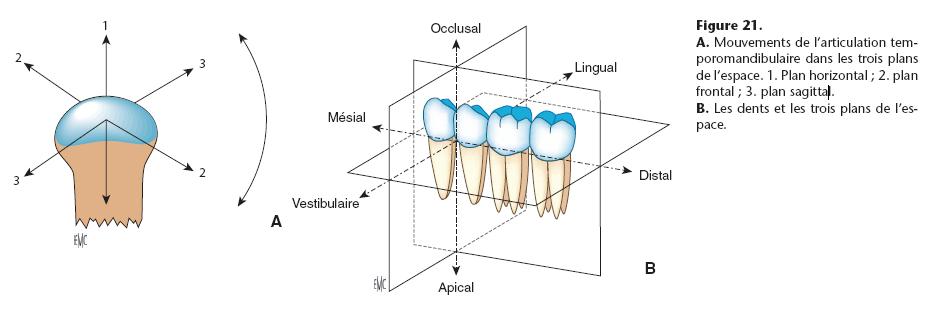 1
2
3
3
2
A
EMC
Occlusal
Lingual
Mésial
Distal
Vestibulaire
Apical
B
EMC
Figure 21.
A. Mouvements de l'articulation tem-
poromandibulaire dans les trois plans
de l'espace. 1. Plan horizontal ; 2. plan
frontal ; 3. plan sagittal.
B. Les dents et les trois plans de l'es-
pace.